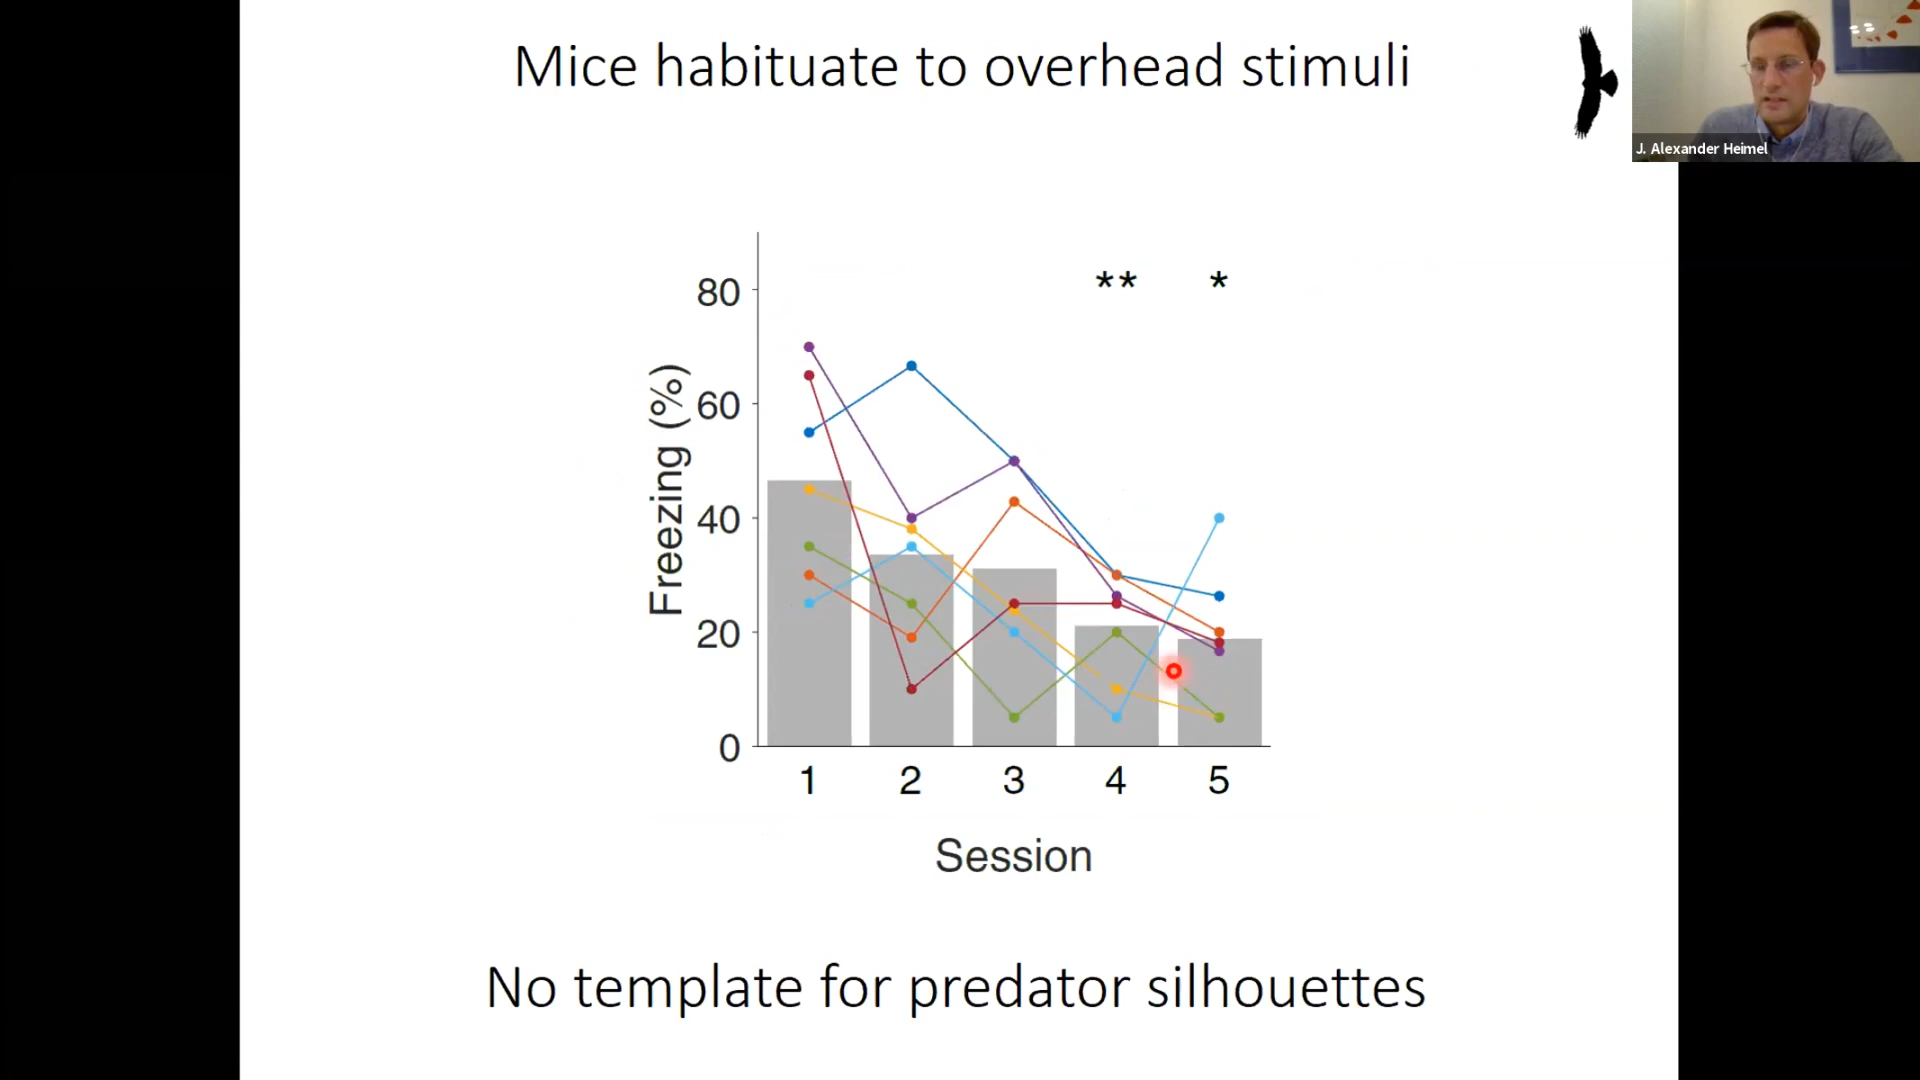 Mice habituate to overhead stimuli
J. Alexander Heimel
** *
80
60
40
20
0
Freezing (%)
1 2 3 4 5
Session
No template for predator silhouettes